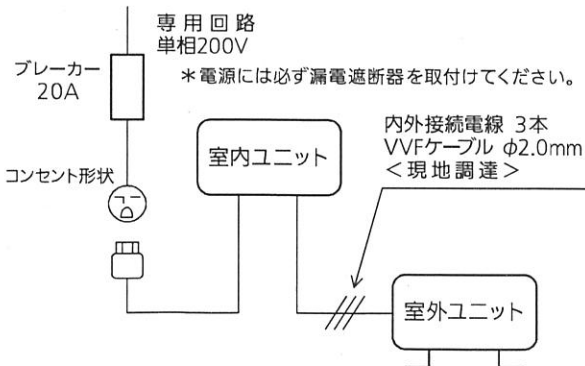 専用回路
単相200V
ブレーカー
20A
＊電源には必ず漏電遮断器を取付けてください。
内外接続電線 3本
VVFケーブル φ2.0mm
＜現地調達＞
室内ユニット
コンセント形状
室外ユニット